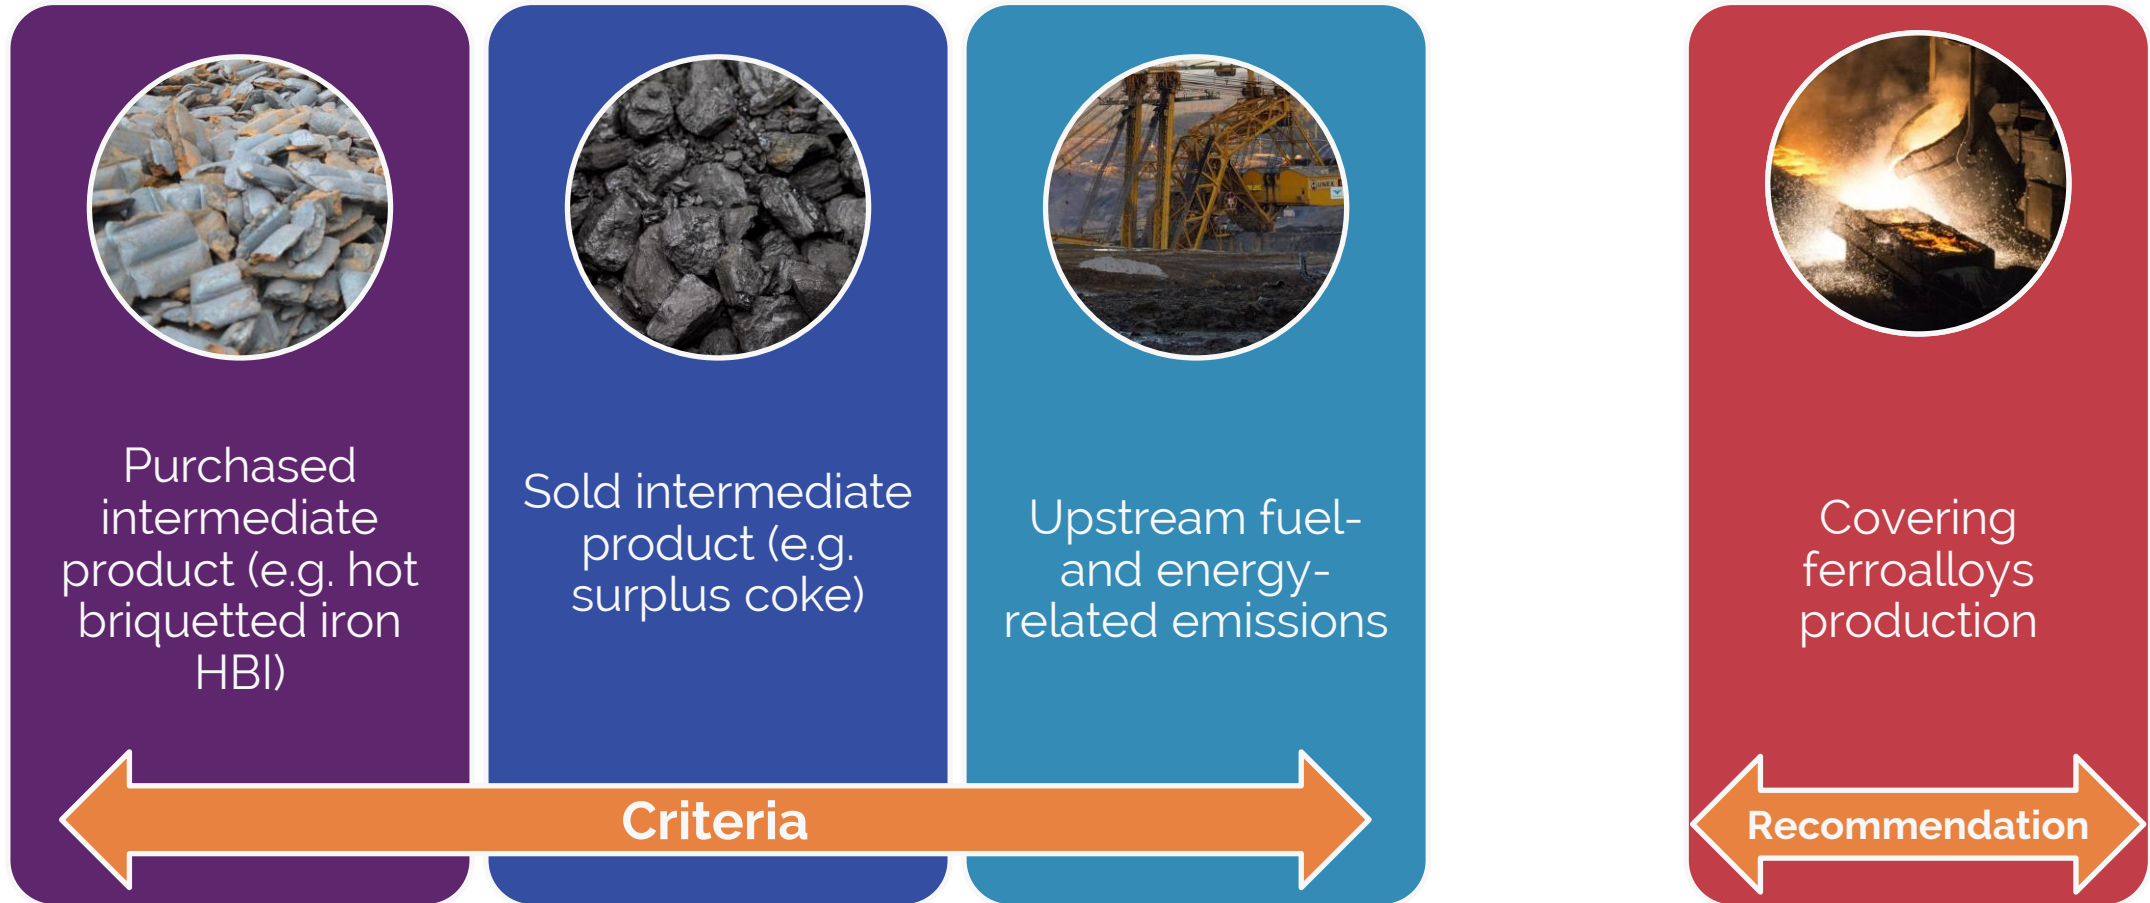 Purchased
intermediate
product (e.g. hot
briquetted iron
HBI)
Sold intermediate
product (e.g.
surplus coke)
Upstream fuel-
and energy-
related emissions
Criteria
Covering
ferroalloys
production
Recommendation